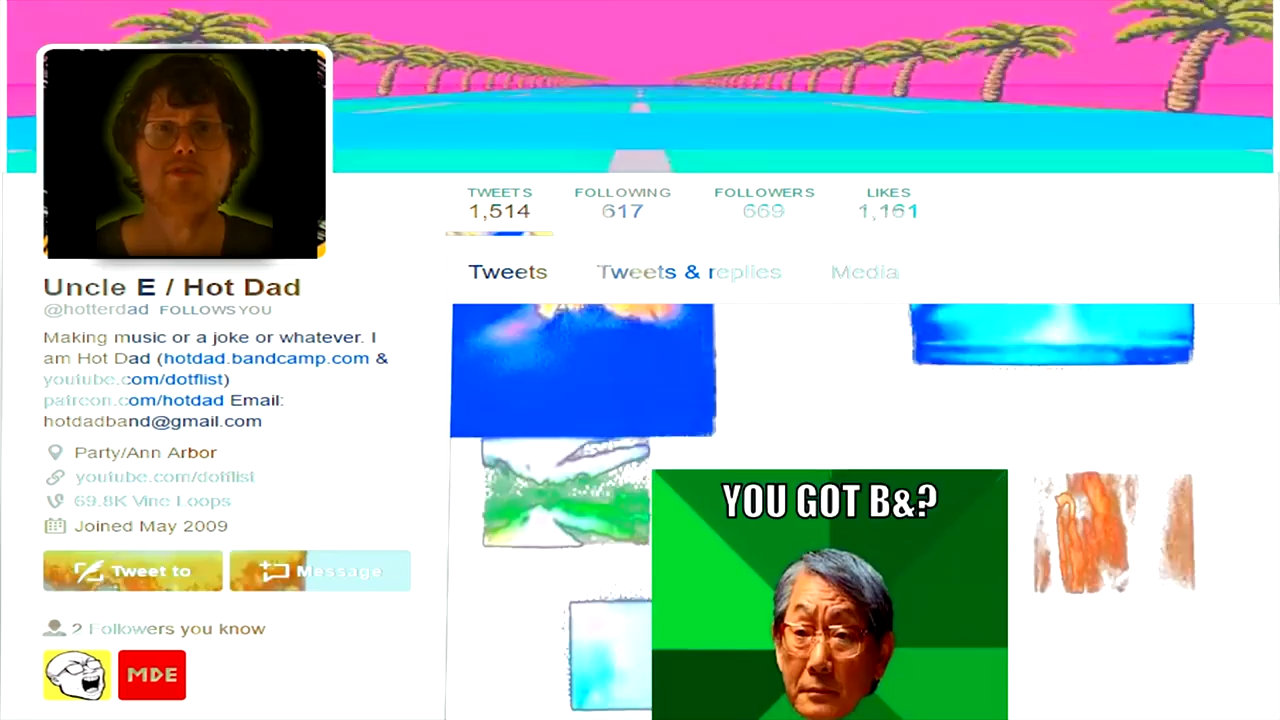 TWEETS FOLLOWING FOLLOWERS LIKES
1,514 617 669 1,161
Tweets Tweets & replies Media
Uncle E / Hot Dad
@hotterdad FOLLOWS YOU
Making music or a joke or whatever. I
am Hot Dad (hotdad.bandcamp.com &
youtube.com/dotflist)
patreon.com/hotdad Email:
hotdadband@gmail.com
Party/Ann Arbor
youtube.com/dotflist
69.8K Vine Loops
Joined May 2009
Tweet to Message
2 Followers you know
MDE
YOU GOT B&?